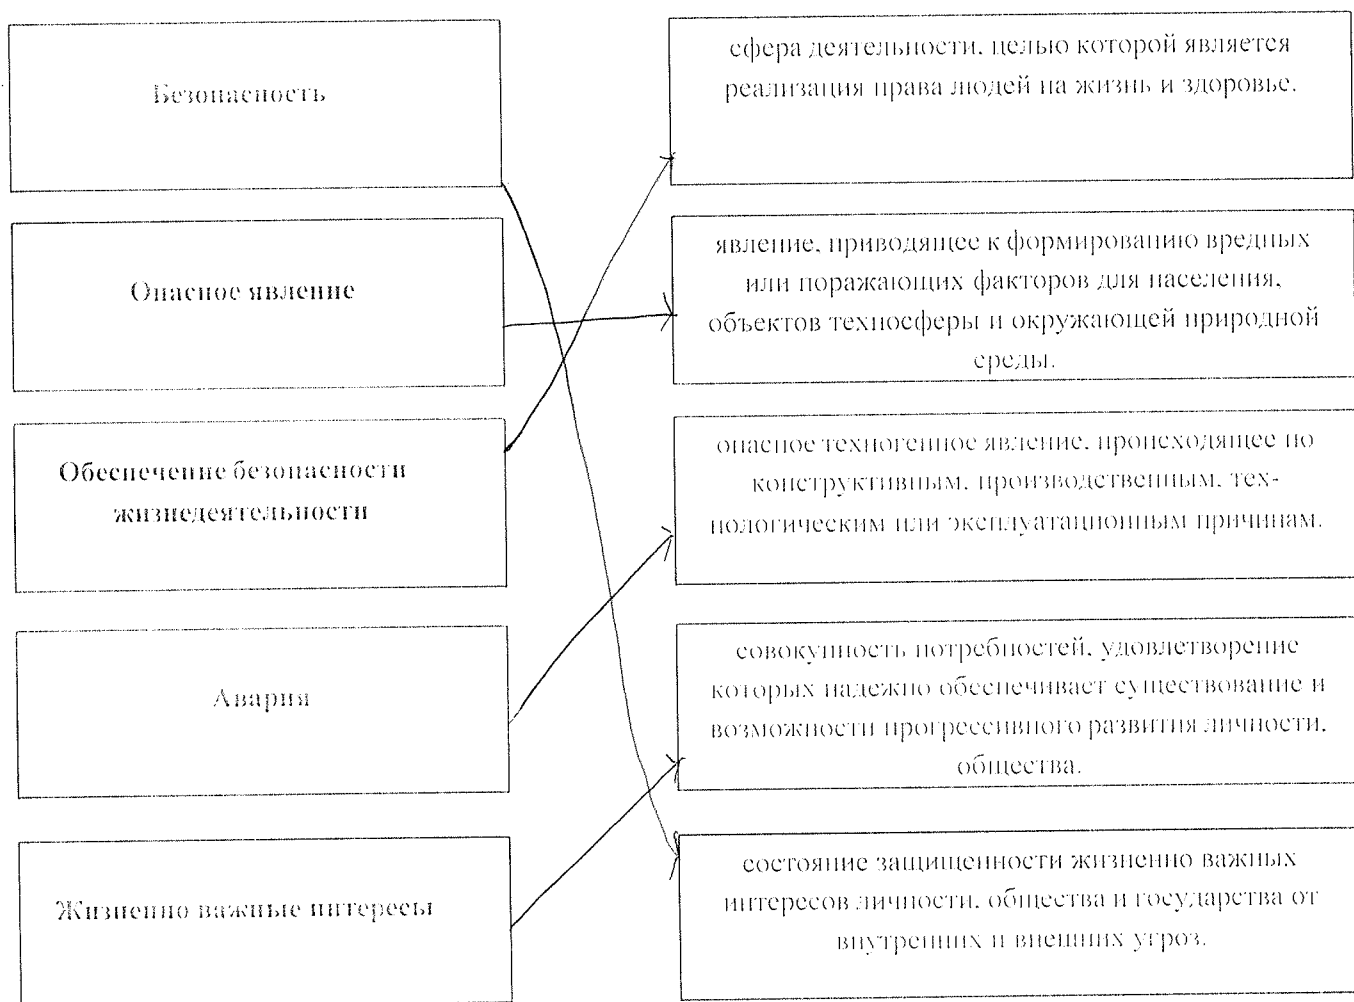 Безопасность
сфера деятельности, целью которой является
реализация права людей на жизнь и здоровье.
Опасное явление
явление, приводящее к формированию вредных
или поражающих факторов для населения,
объектов техносферы и окружающей природной
среды.
Обеспечение безопасности
жизнедеятельности
опасное техногенное явление, происходящее по
конструктивным, производственным, тех-
нологическим или эксплуатационным причинам.
Авария
совокупность потребностей, удовлетворение
которых надежно обеспечивает существование и
возможности прогрессивного развития личности,
общества.
Жизненно важные интересы
состояние защищенности жизненно важных
интересов личности, общества и государства от
внутренних и внешних угроз.